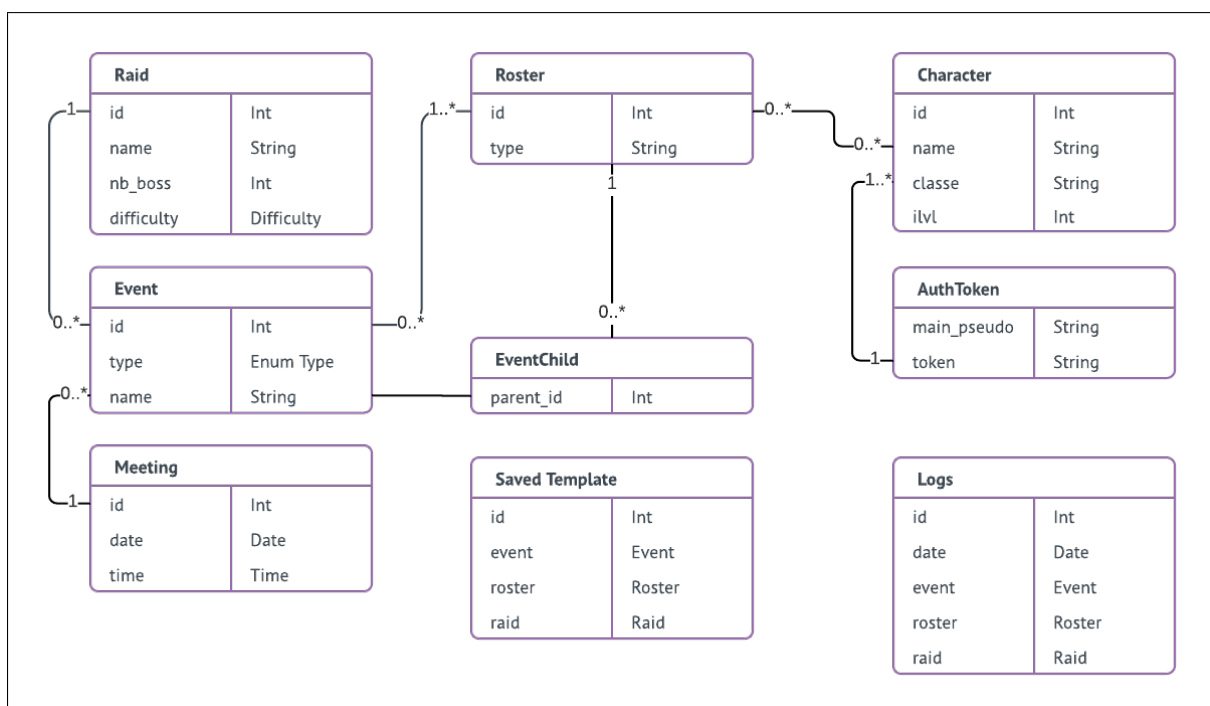 Raid
id Int
name String
nb_boss Int
difficulty Difficulty
1
0..*
Event
id Int
type Enum Type
name String
0..*
1
Meeting
id Int
date Date
time Time
Roster
id Int
type String
1..*
0..*
1
0..*
EventChild
parent_id Int
Saved Template
id Int
event Event
roster Roster
raid Raid
0..*
0..*
Character
id Int
name String
classe String
ilvl Int
1..*
1
AuthToken
main_pseudo String
token String
Logs
id Int
date Date
event Event
roster Roster
raid Raid